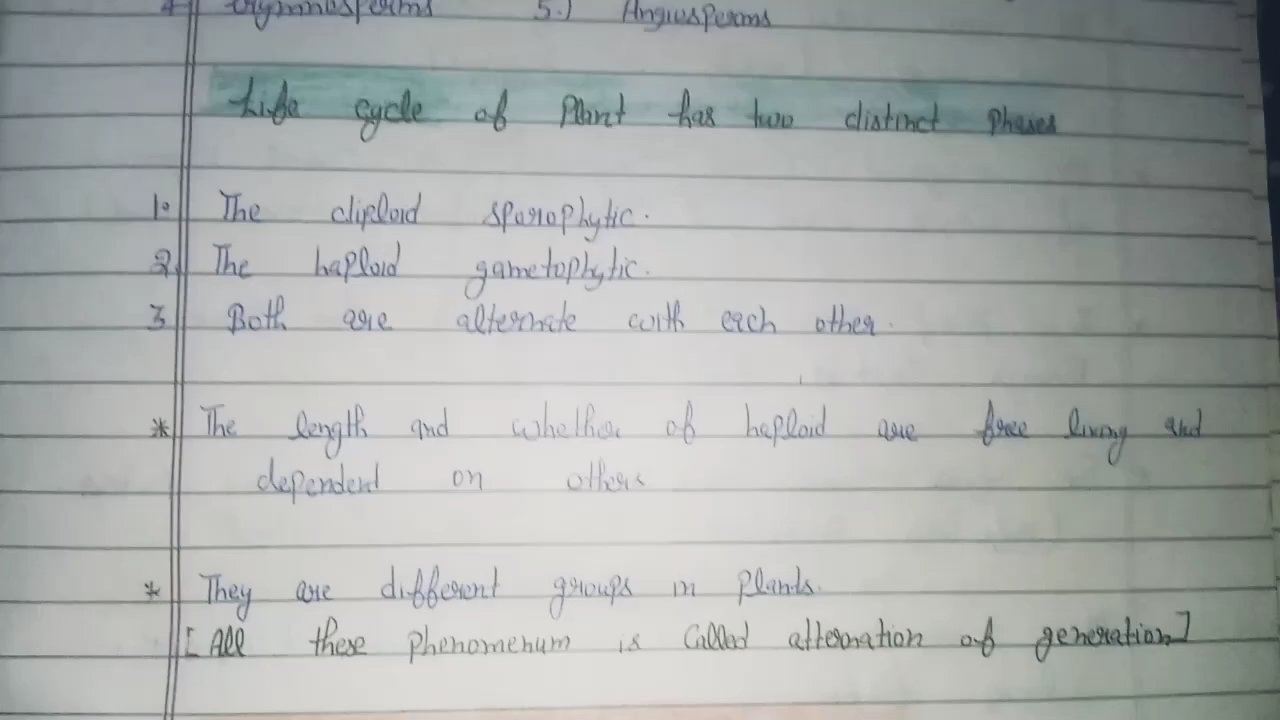 4 Gymnosperms 5.) Angiosperms
Life cycle of Plant has two distinct Phases
1. The diploid sporophytic.
2. The haploid gametophytic.
3 Both are alternate with each other.
* The length and whether of haploid are free living and
dependent on others
* They are different groups in plants.
[All these phenomenum is called alternation of generation]